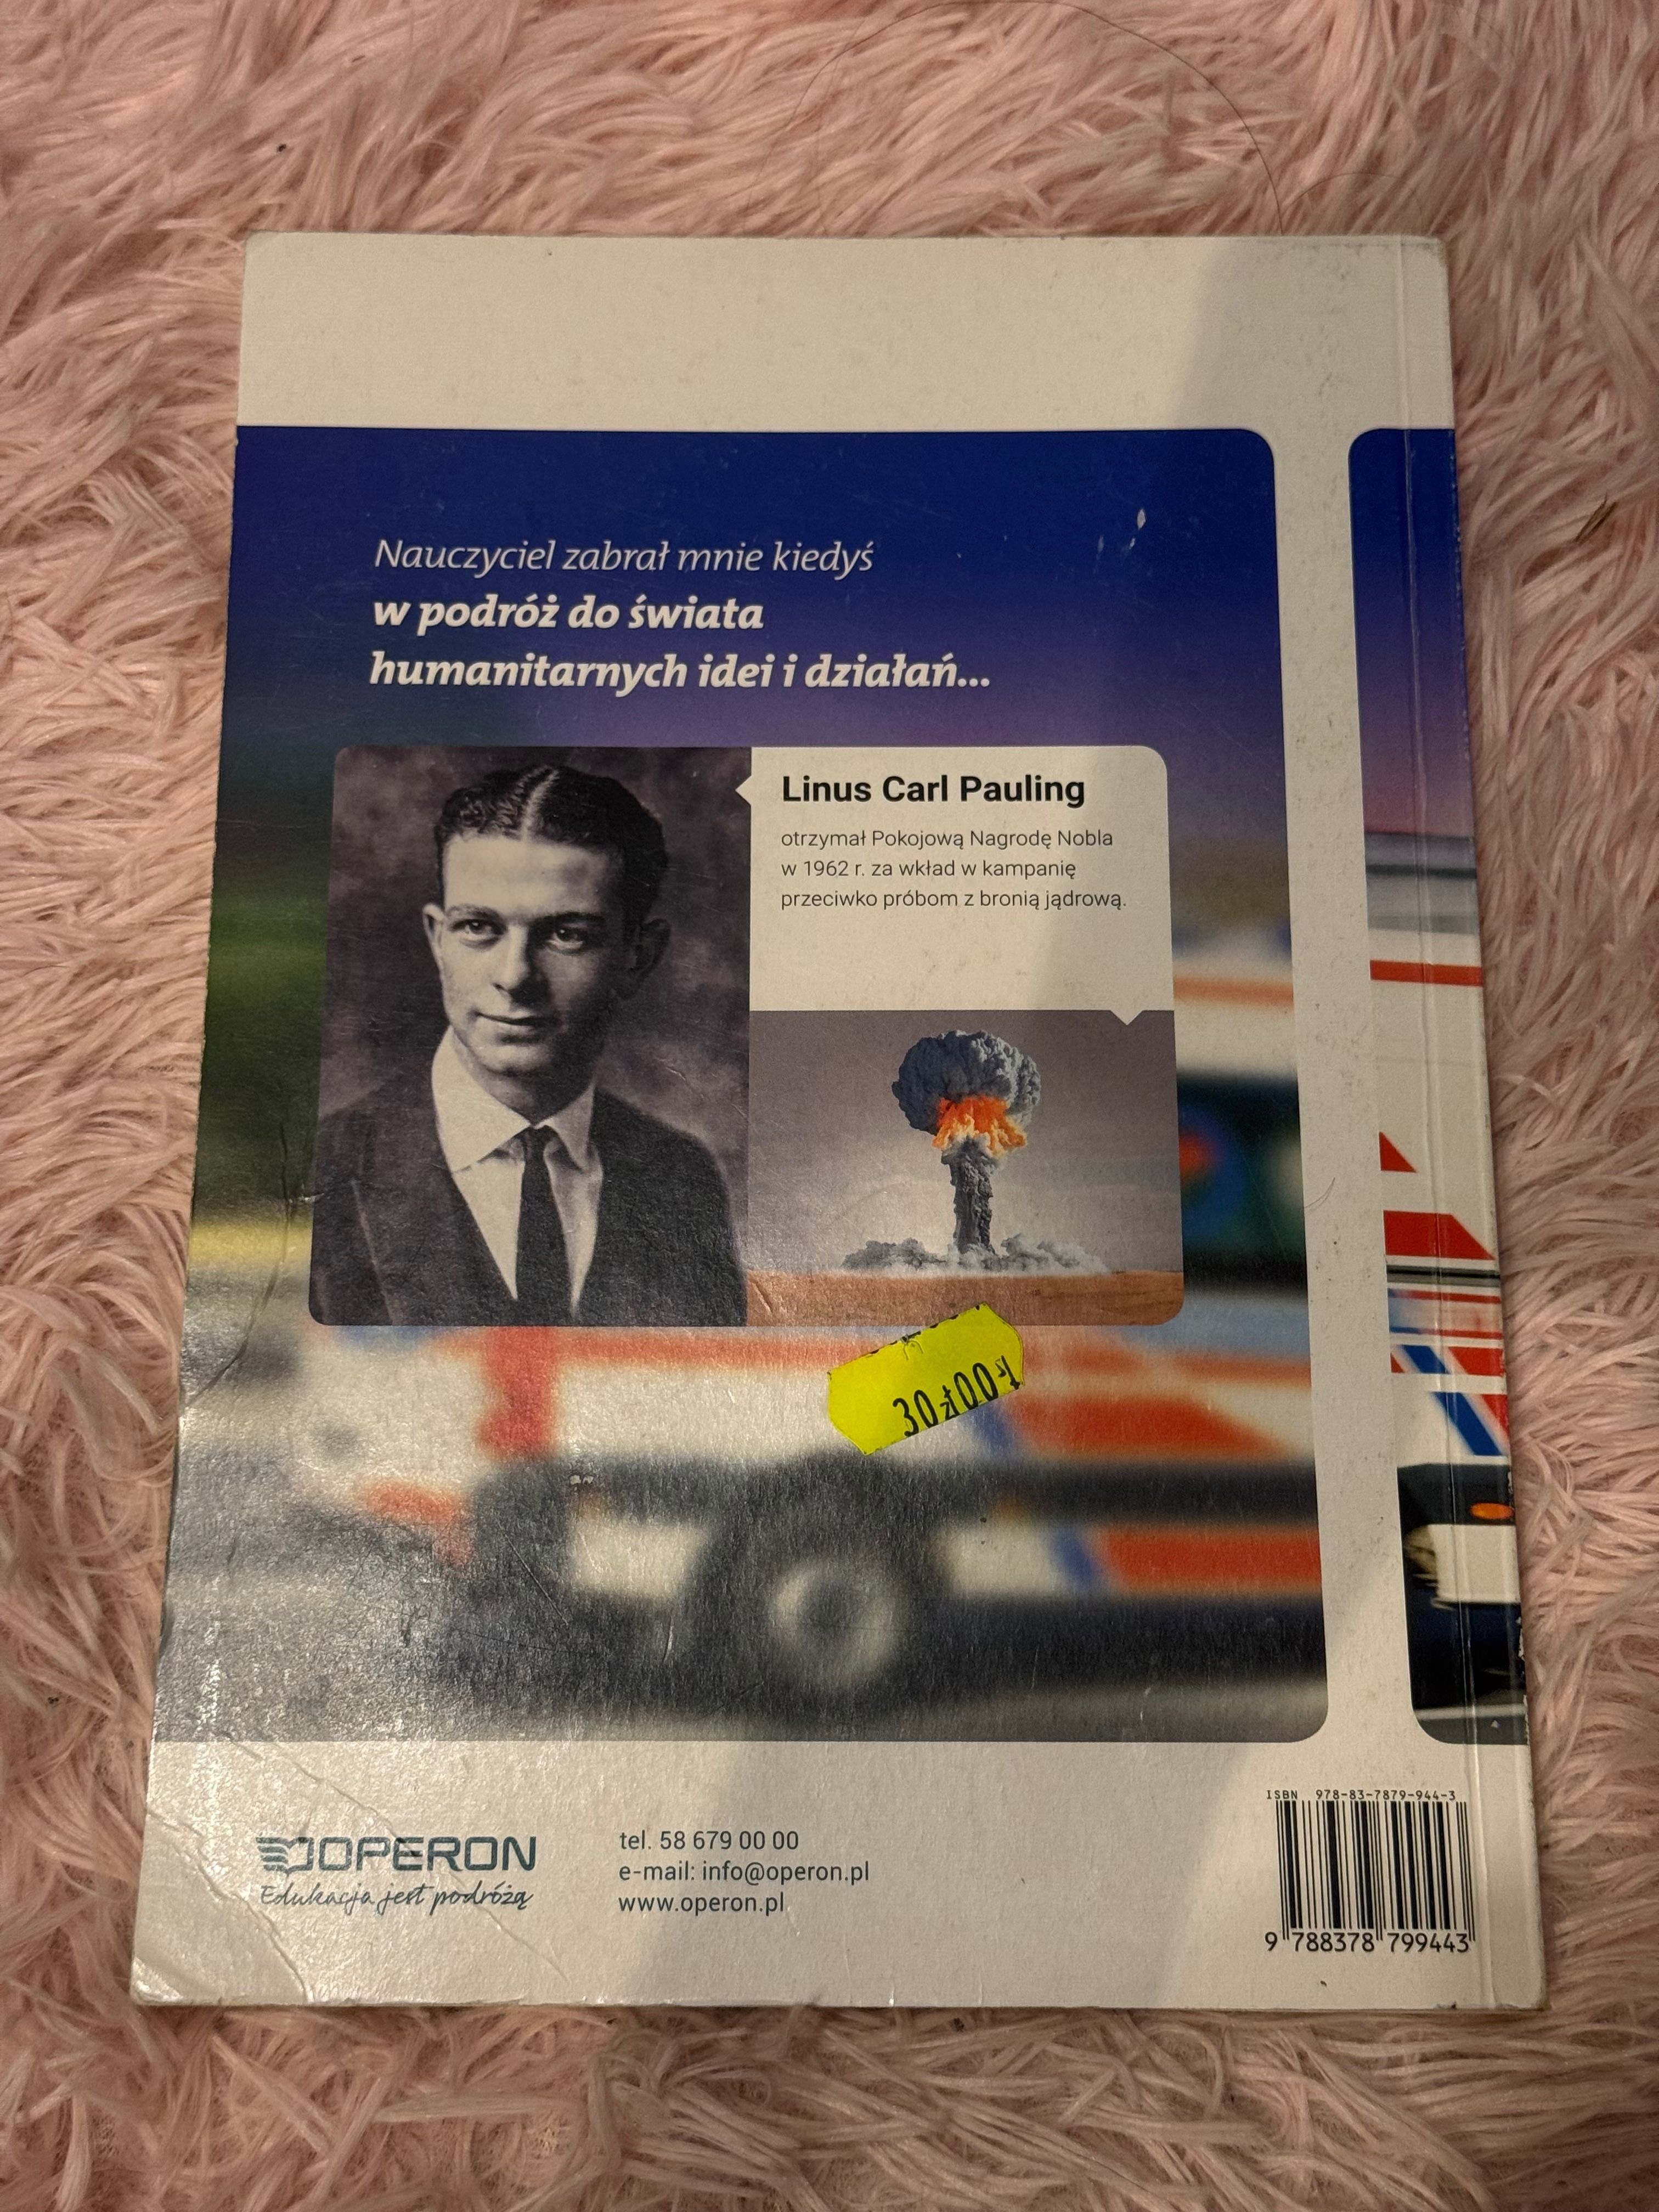 Nauczyciel zabrał mnie kiedyś
w podróż do świata
humanitarnych idei i działań...
Linus Carl Pauling
otrzymał Pokojową Nagrodę Nobla
w 1962 r. za wkład w kampanię
przeciwko próbom z bronią jądrową.
30zł00
OPERON
Edukacja jest podróżą
tel. 58 679 00 00
e-mail: info@operon.pl
www.operon.pl
ISBN 978-83-7879-944-3
9 788378 799443